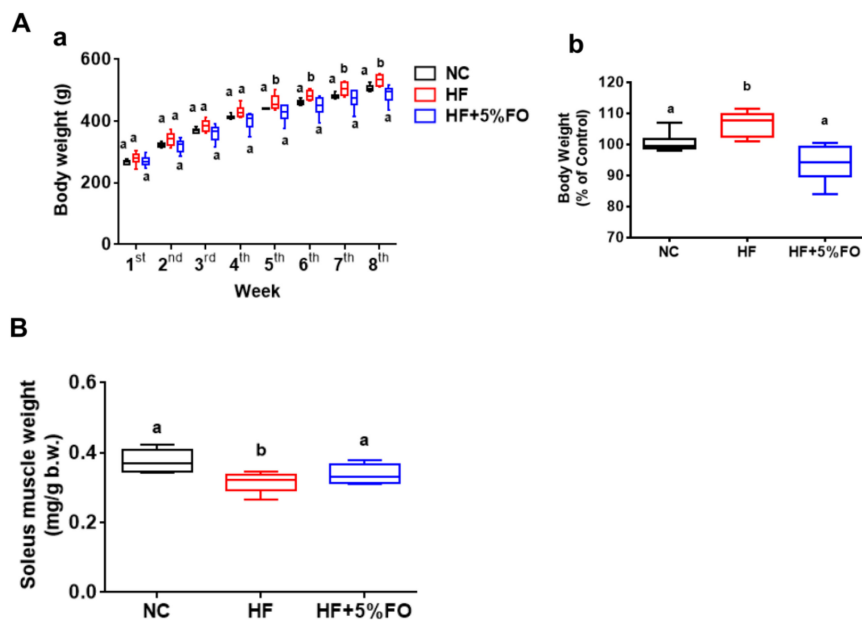 A
a
Body weight (g)
600
400
200
0
a a a
a a a
a a a
a a a
a b a
a b a
a b a
a b a
1st 2nd 3rd 4th 5th 6th 7th 8th
Week
NC
HF
HF+5%FO
b
Body Weight
(% of Control)
120
110
100
90
80
70
a b a
NC HF HF+5%FO
B
Soleus muscle weight
(mg/g b.w.)
0.6
0.4
0.2
0.0
a b a
NC HF HF+5%FO